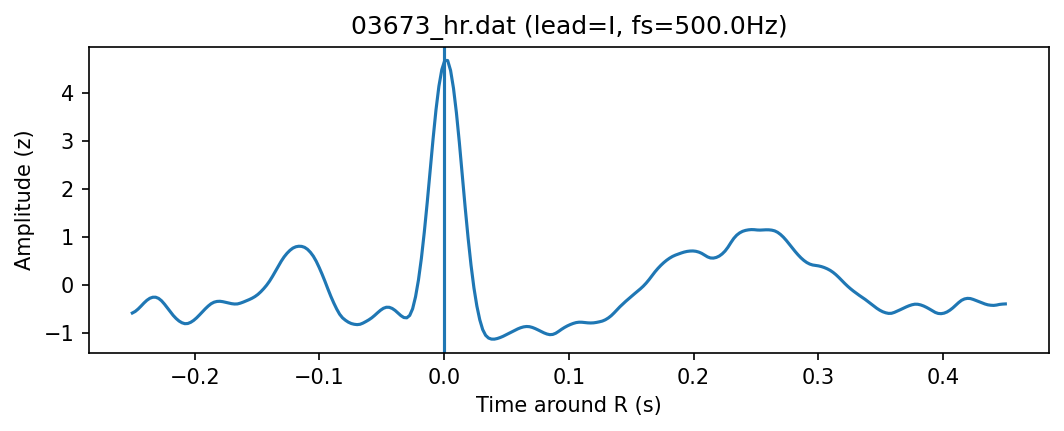 03673_hr.dat (lead=I, fs=500.0Hz)
Amplitude (z)
4
3
2
1
0
−1
−0.2 −0.1 0.0 0.1 0.2 0.3 0.4
Time around R (s)